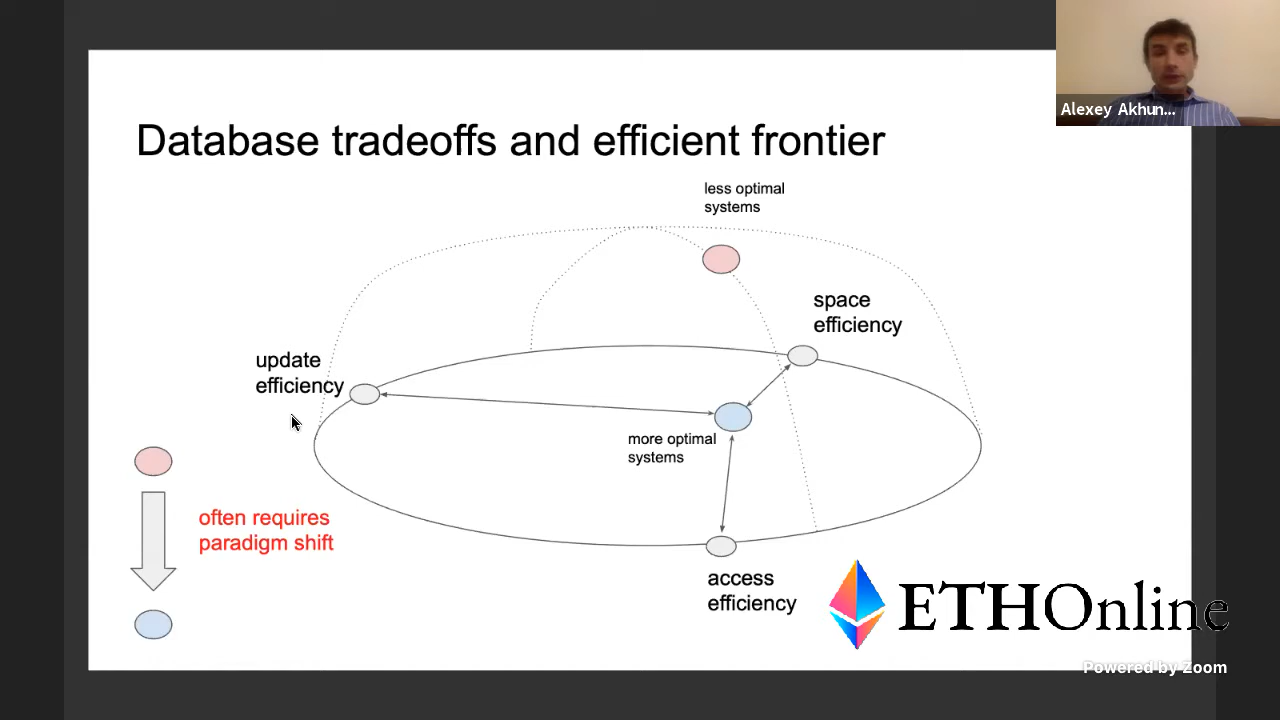 Alexey Akhun...
Database tradeoffs and efficient frontier
less optimal
systems
space
efficiency
update
efficiency
more optimal
systems
often requires
paradigm shift
access
efficiency
ETHOnline
Powered by Zoom